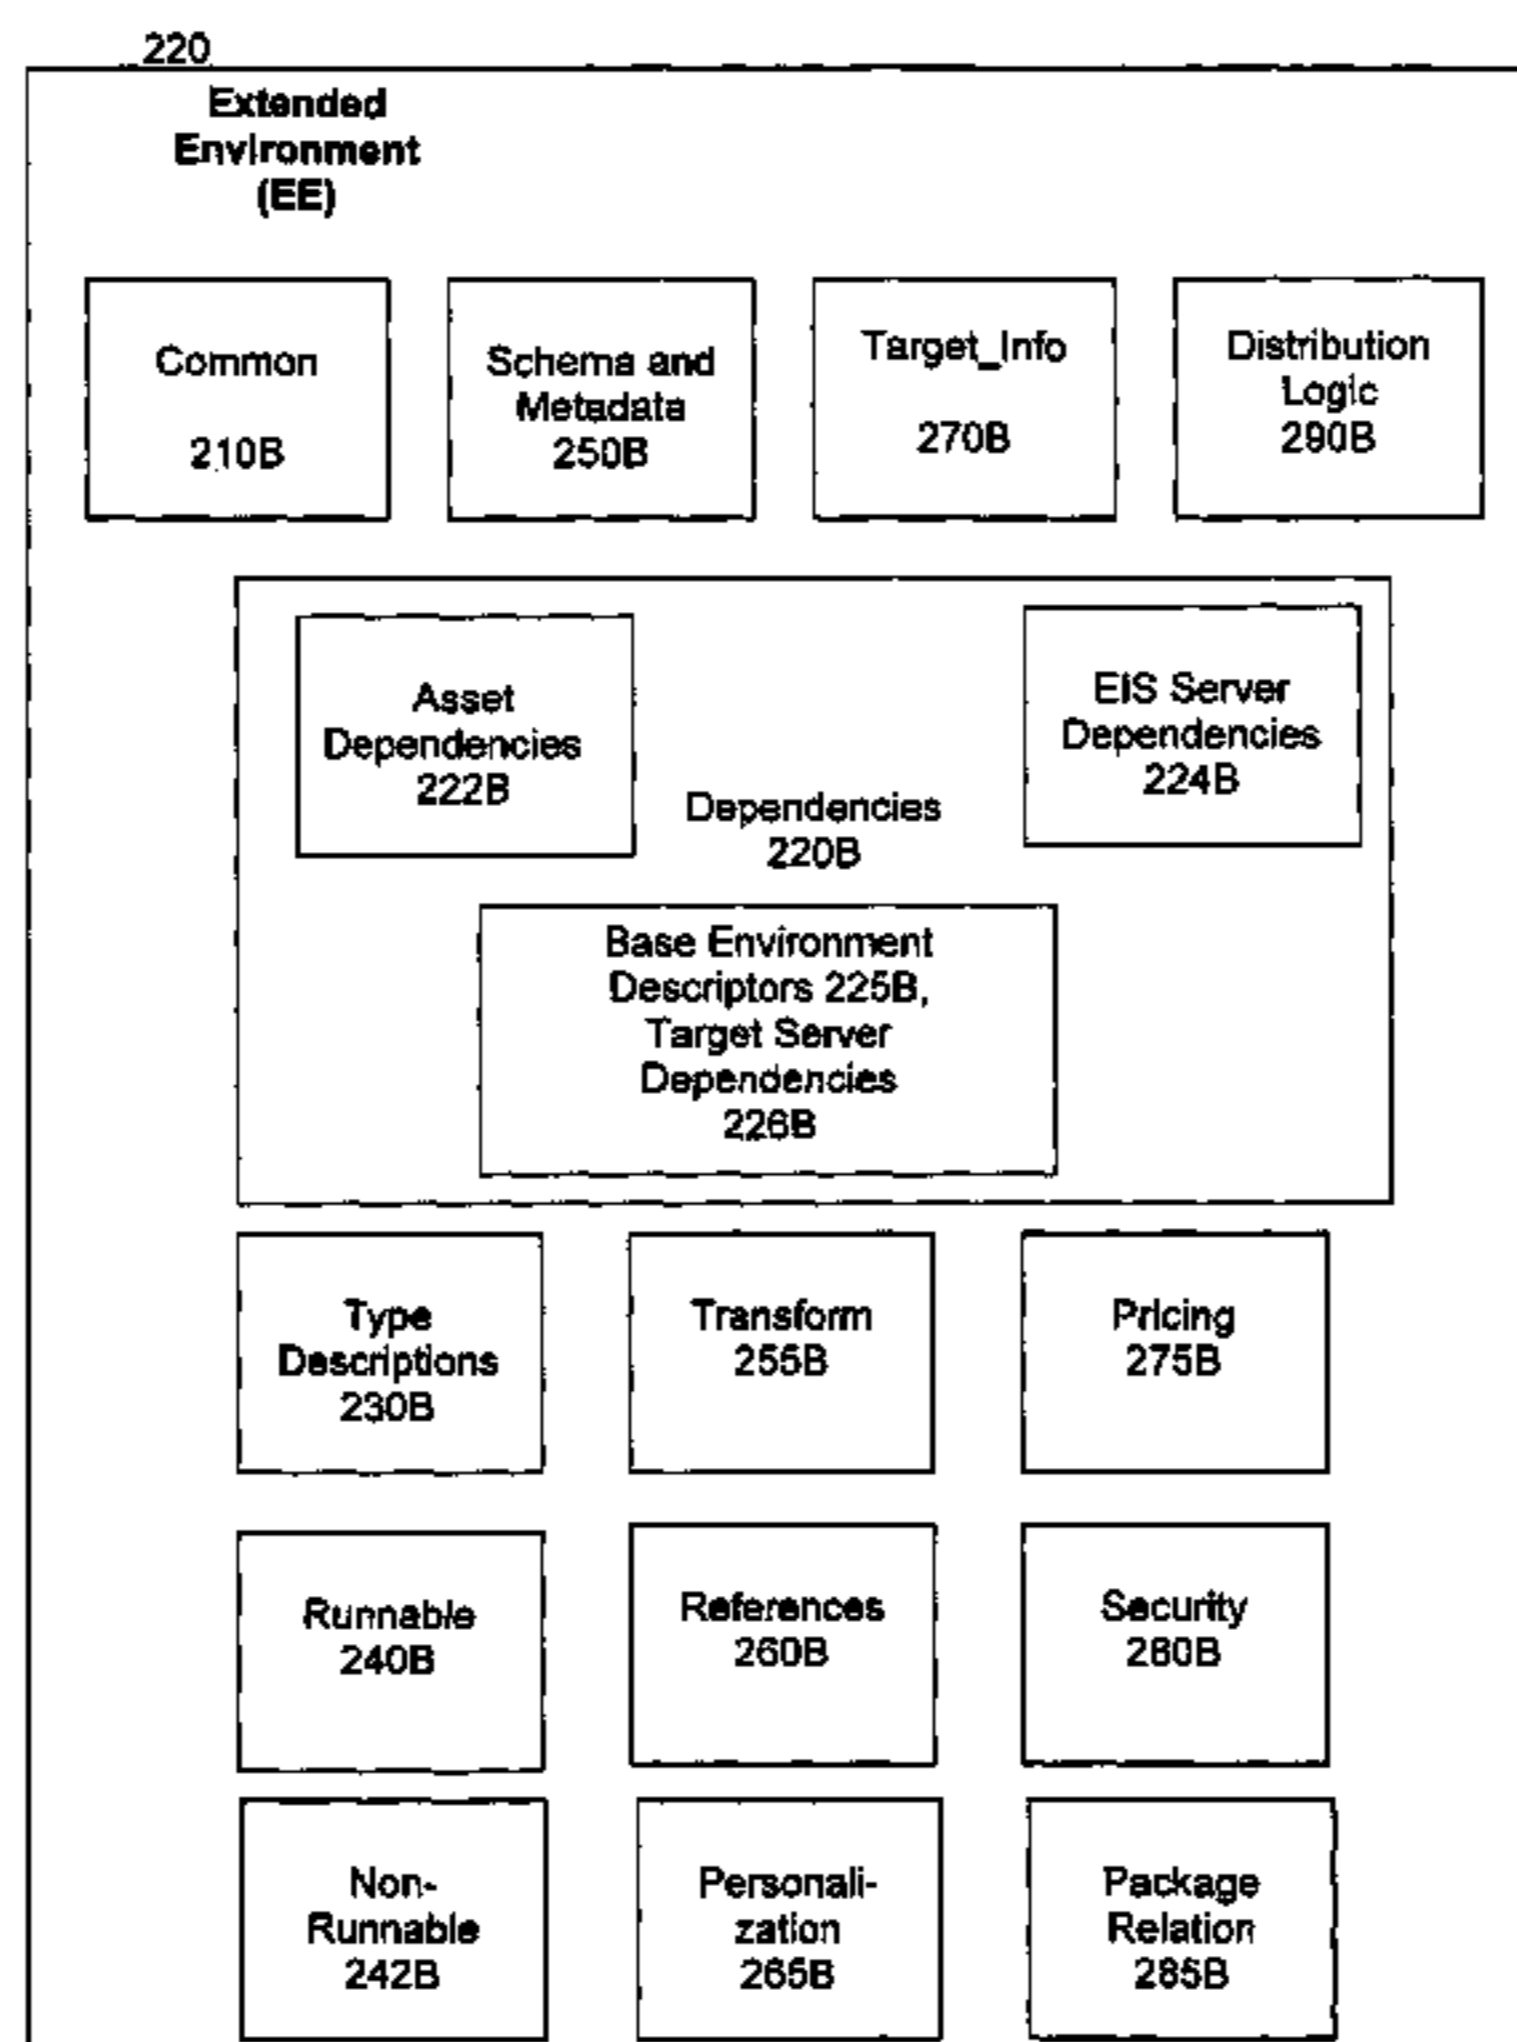 220
Extended
Environment
(EE)
Common
210B
Schema and
Metadata
250B
Target_Info
270B
Distribution
Logic
290B
Asset
Dependencies
222B
EIS Server
Dependencies
224B
Dependencies
220B
Base Environment
Descriptors 225B,
Target Server
Dependencies
226B
Type
Descriptions
230B
Transform
255B
Pricing
275B
Runnable
240B
References
260B
Security
280B
Non-
Runnable
242B
Personali-
zation
265B
Package
Relation
285B